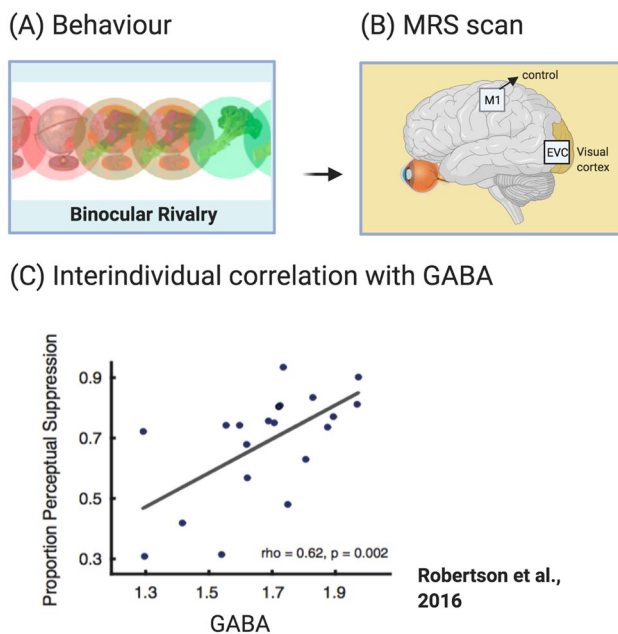 (A) Behaviour
(B) MRS scan
control
M1
EVC
Visual
cortex
Binocular Rivalry
(C) Interindividual correlation with GABA
Proportion Perceptual Suppression
0.9
0.7
0.5
0.3
rho = 0.62, p = 0.002
1.3 1.5 1.7 1.9
GABA
Robertson et al.,
2016